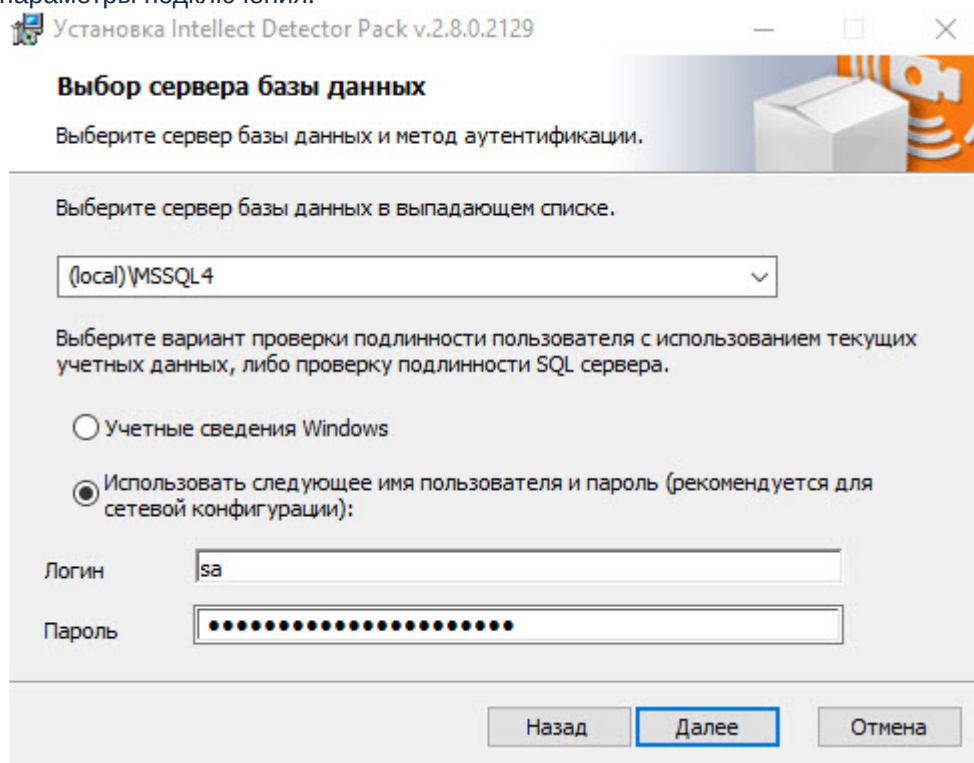 параметры подключения.
Установка Intellect Detector Pack v.2.8.0.2129
Выбор сервера базы данных
Выберите сервер базы данных и метод аутентификации.
Выберите сервер базы данных в выпадающем списке.
(local)\MSSQL4
Выберите вариант проверки подлинности пользователя с использованием текущих
учетных данных, либо проверку подлинности SQL сервера.
Учетные сведения Windows
Использовать следующее имя пользователя и пароль (рекомендуется для
сетевой конфигурации):
Логин sa
Пароль ••••••••••••••••••••••
Назад Далее Отмена